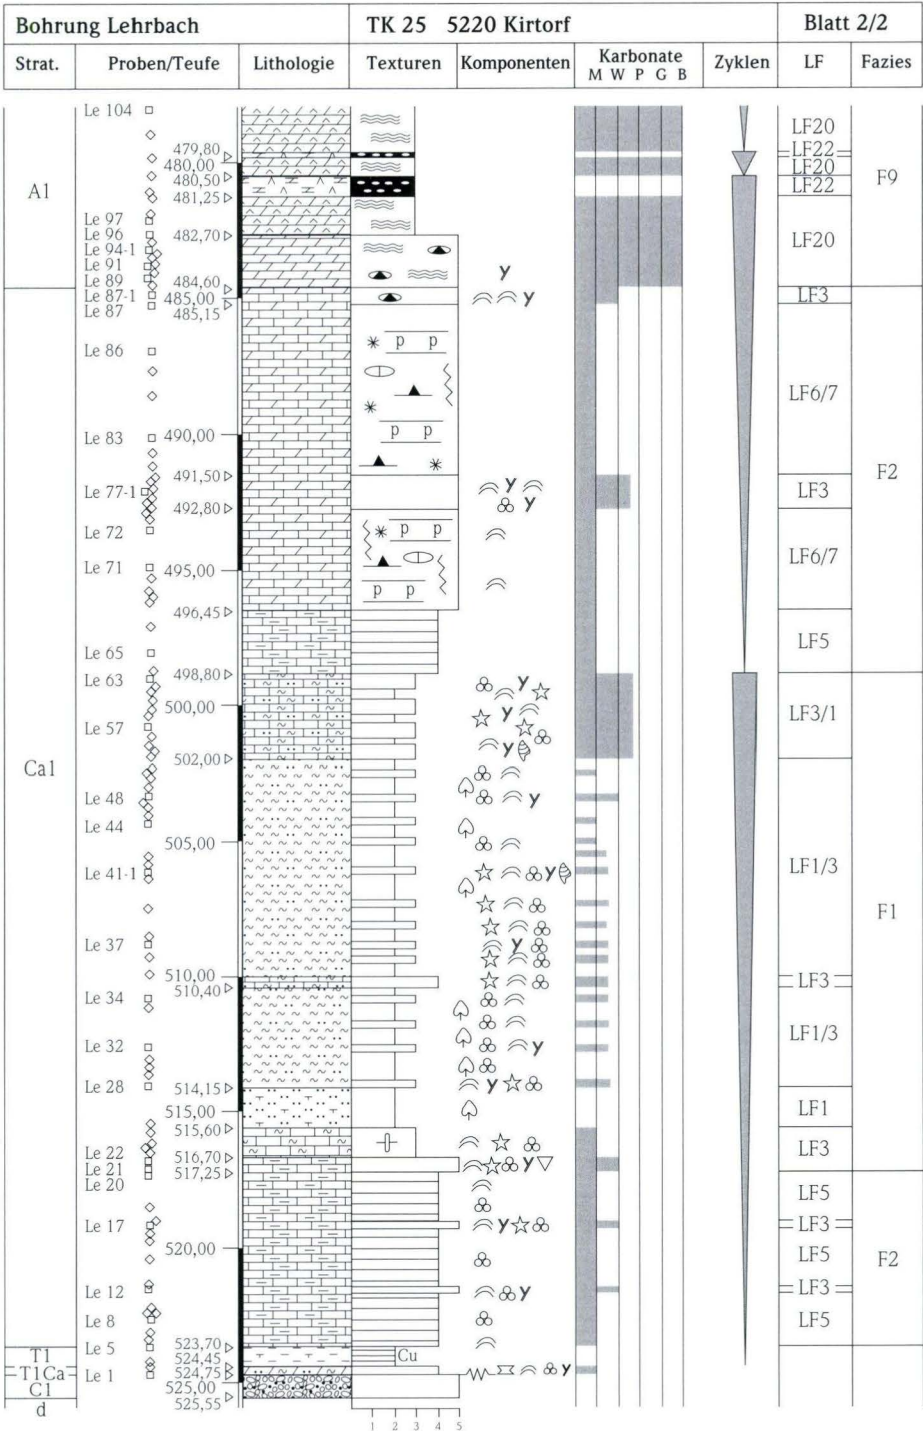 Bohrung Lehrbach TK 25 5220 Kirtorf Blatt 2/2
Strat. Proben/Teufe Lithologie Texturen Komponenten Karbonate Zyklen LF Fazies
M W P G B
Le 104
LF20
479,80 LF22
480,00 LF20
480,50 LF22 F9
A1 481,25
Le 97
Le 96 482,70
Le 94-1 LF20
Le 91
Le 89 484,60 Y
Le 87-1 485,00 Y LF3
Le 87 485,15
p p
Le 86
LF6/7
Le 83 490,00 p p
491,50 F2
Le 77-1 Y LF3
492,80 Y
Le 72 p p
LF6/7
Le 71 495,00
p p
496,45
Le 65 LF5
498,80
Le 63 Y
500,00 Y LF3/1
Le 57
Y
502,00
Ca1
Le 48 Y
Le 44
505,00 LF1/3
Le 41-1 Y
F1
Le 37 Y
510,00 LF3
510,40
Le 34
Le 32 Y LF1/3
Le 28 514,15 Y
515,00 LF1
515,60
Le 22 516,70 LF3
Le 21 517,25 Y
Le 20 LF5
Le 17 Y LF3
520,00 LF5 F2
Le 12 Y LF3
Le 8 LF5
Le 5 523,70
T1 524,45 Cu
T1Ca Le 1 524,75 Y
C1 525,00
525,55
d
1 2 3 4 5